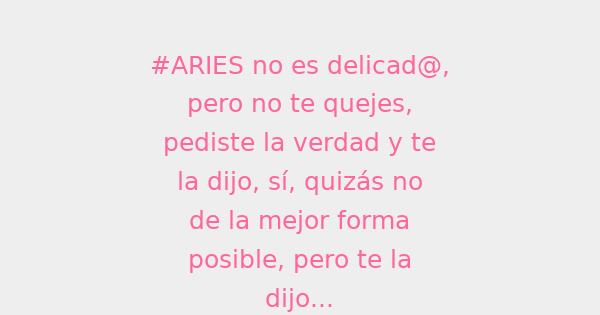 #ARIES no es delicad@,
pero no te quejes,
pediste la verdad y te
la dijo, sí, quizás no
de la mejor forma
posible, pero te la
dijo...